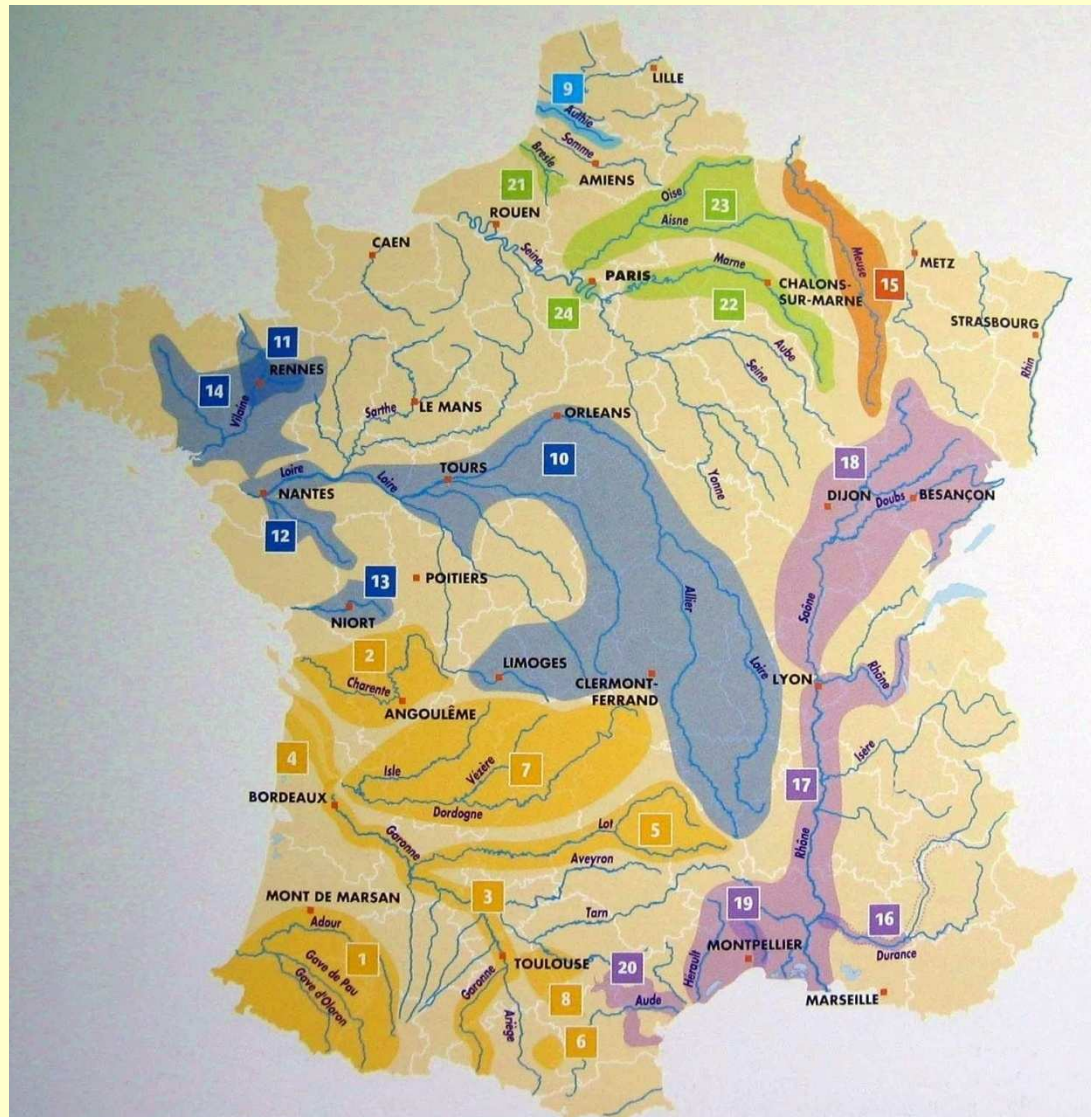 LILLE
9
Authie
Somme
Bresle
AMIENS
21
ROUEN
Oise
23
Aisne
CAEN
Seine
PARIS
Marne
CHALONS-
SUR-MARNE
Meuse
15
METZ
24
22
STRASBOURG
Rhin
11
RENNES
14
Vilaine
Aube
Seine
Sarthe
LE MANS
ORLEANS
10
TOURS
Loire
Loire
NANTES
12
Yonne
18
DIJON
Doubs
BESANÇON
13
POITIERS
NIORT
Allier
Saône
2
LIMOGES
Charente
ANGOULÊME
CLERMONT-
FERRAND
Loire
LYON
Rhône
4
Isle
Vézère
7
Isère
17
BORDEAUX
Dordogne
Garonne
Lot
5
Aveyron
Rhône
3
MONT DE MARSAN
Adour
Tarn
19
16
MONTPELLIER
Durance
1
Gave de Pau
Gave d'Oloron
Garonne
TOULOUSE
20
Hérault
8
Aude
MARSEILLE
Ariège
6